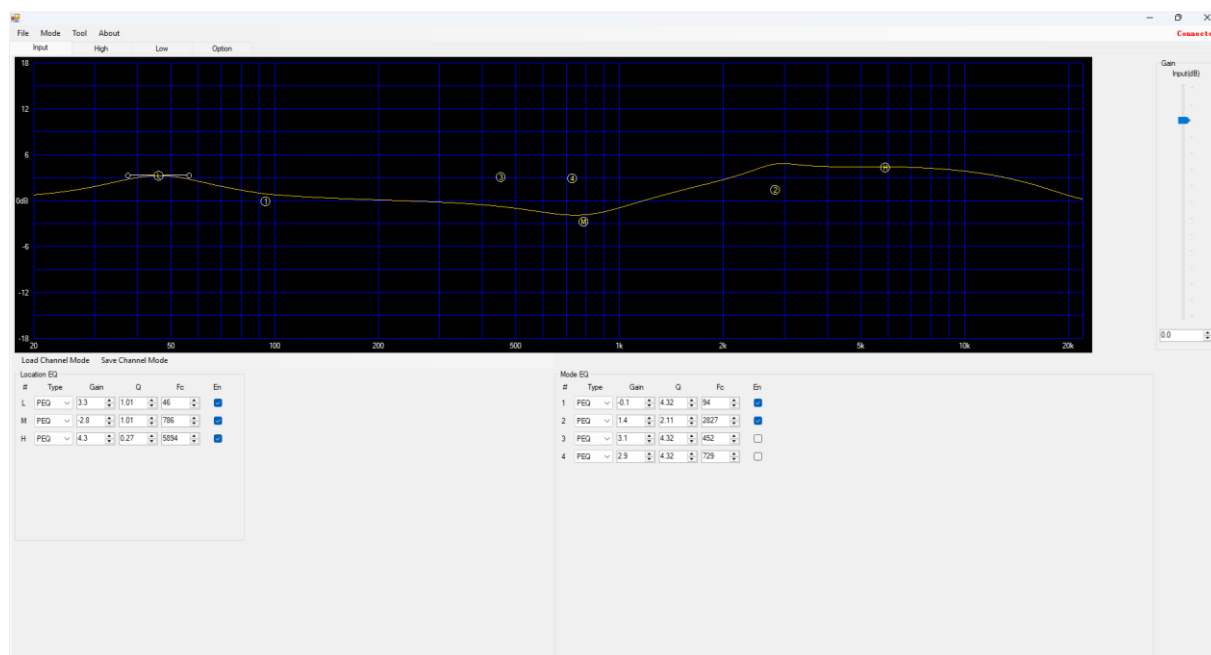 File Mode Tool About
Input High Low Option
Gain
Input(dB)
18
12
6
0dB
-6
-12
-18
L
1
3
4
M
2
H
20 50 100 200 500 1k 2k 5k 10k 20k
0.0
Load Channel Mode Save Channel Mode
Location EQ
# Type Gain Q Fc En
L PEQ 3.3 1.01 46
M PEQ -2.8 1.01 786
H PEQ 4.3 0.27 5894
Mode EQ
# Type Gain Q Fc En
1 PEQ -0.1 4.32 94
2 PEQ 1.4 2.11 2827
3 PEQ 3.1 4.32 452
4 PEQ 2.9 4.32 729